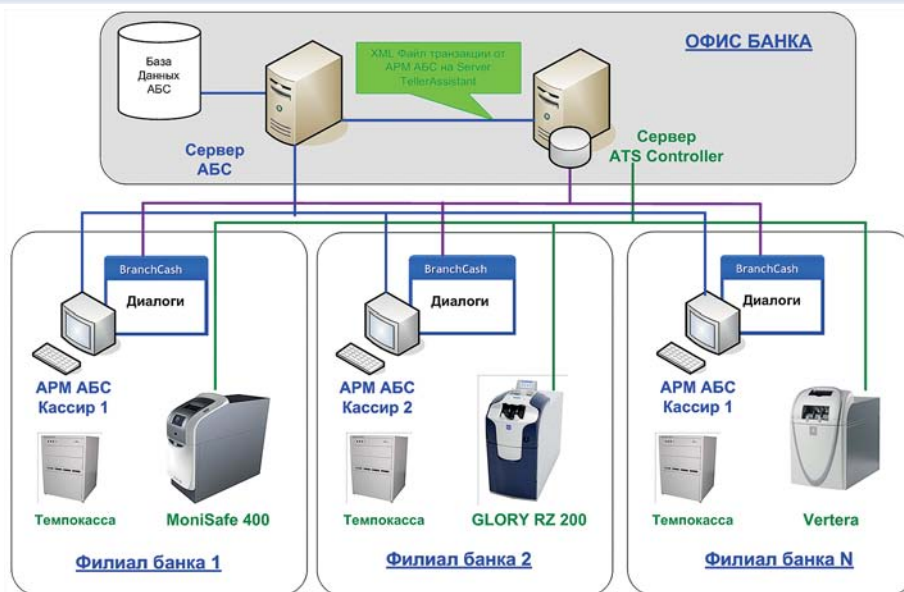 ОФИС БАНКА
База
Данных
АБС
XML Файл транзакции от
АРМ АБС на Server
TellerAssistant
Сервер
АБС
Сервер
ATS Controller
BranchCash
Диалоги
АРМ АБС
Кассир 1
Темпокасса
MoniSafe 400
Филиал банка 1
BranchCash
Диалоги
АРМ АБС
Кассир 2
Темпокасса
GLORY RZ 200
Филиал банка 2
BranchCash
Диалоги
АРМ АБС
Кассир 1
Темпокасса
Vertera
Филиал банка N